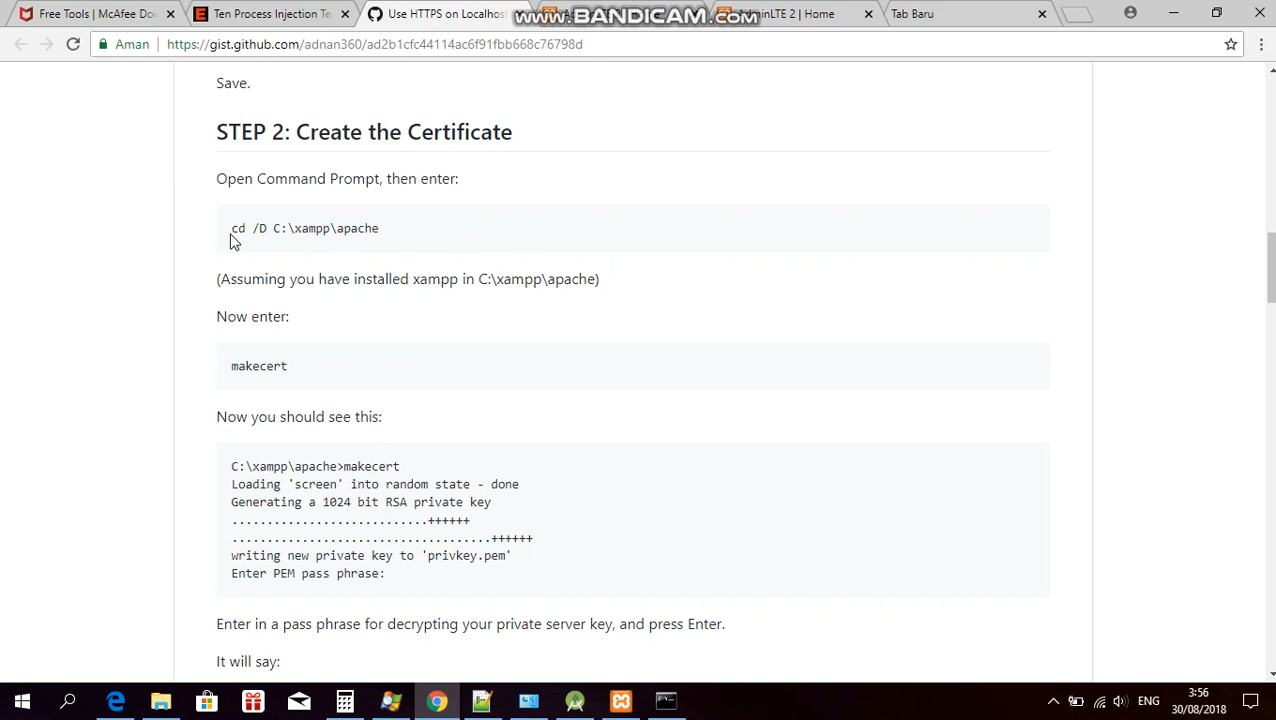 Free Tools | McAfee Dow
Ten Process Injection Te
Use HTTPS on Localhos
www.BANDICAM.com
inLTE 2 | Home
Tab Baru
Aman
https://gist.github.com/adnan360/ad2b1cfc44114ac6f91fbb668c76798d
Save.
STEP 2: Create the Certificate
Open Command Prompt, then enter:
cd /D C:\xampp\apache
(Assuming you have installed xampp in C:\xampp\apache)
Now enter:
makecert
Now you should see this:
C:\xampp\apache>makecert
Loading 'screen' into random state - done
Generating a 1024 bit RSA private key
...........................++++++
....................................++++++
writing new private key to 'privkey.pem'
Enter PEM pass phrase:
Enter in a pass phrase for decrypting your private server key, and press Enter.
It will say:
ENG
3:56
30/08/2018